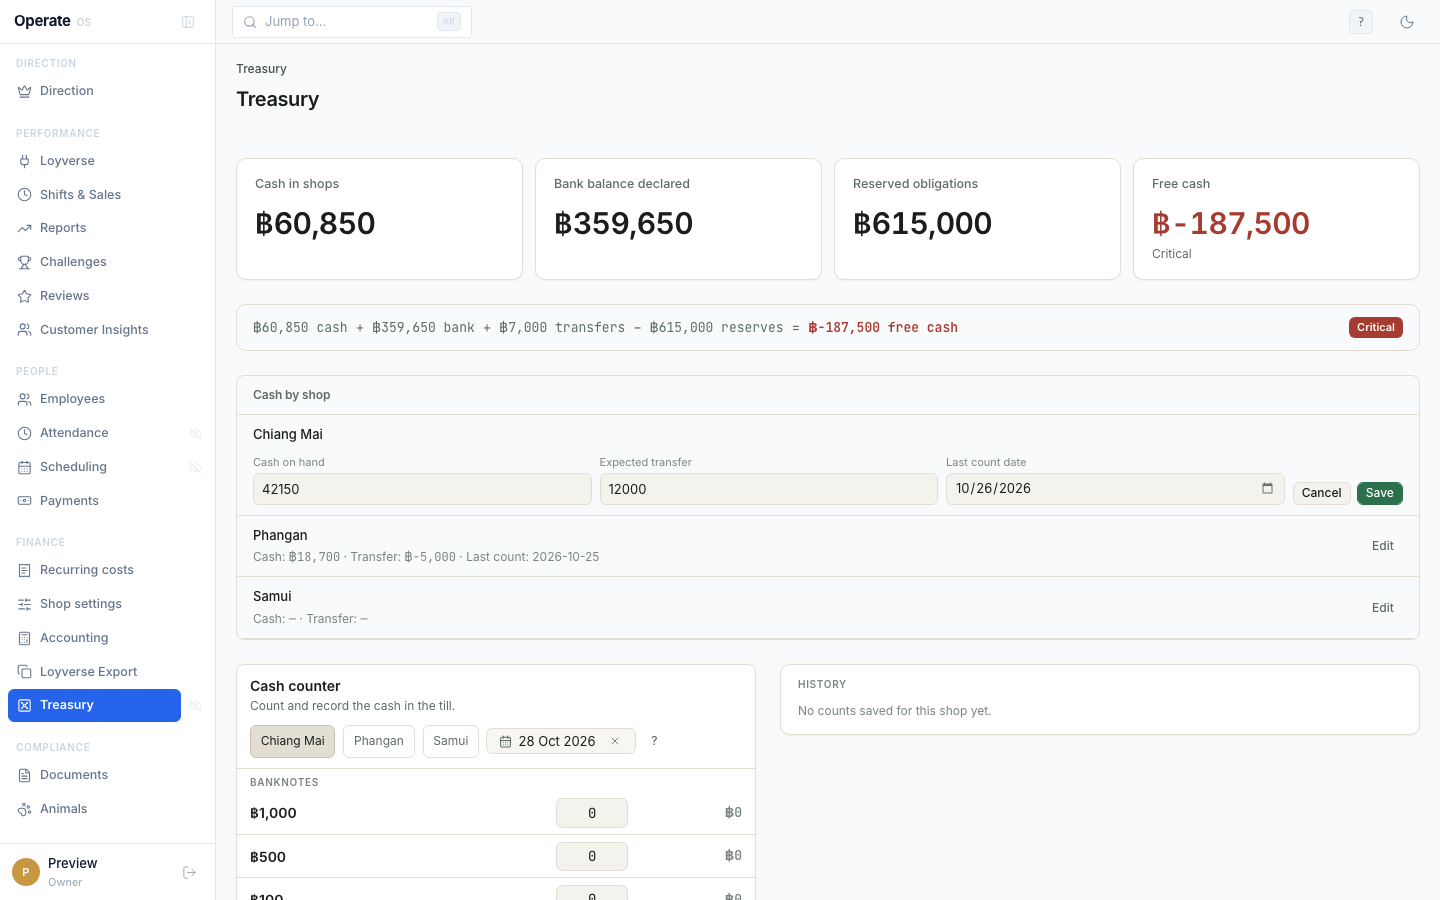 Operate OS
Jump to...
⌘K
?
DIRECTION
Direction
PERFORMANCE
Loyverse
Shifts & Sales
Reports
Challenges
Reviews
Customer Insights
PEOPLE
Employees
Attendance
Scheduling
Payments
FINANCE
Recurring costs
Shop settings
Accounting
Loyverse Export
Treasury
COMPLIANCE
Documents
Animals
P
Preview
Owner
Treasury
Treasury
Cash in shops
฿60,850
Bank balance declared
฿359,650
Reserved obligations
฿615,000
Free cash
฿-187,500
Critical
฿60,850 cash + ฿359,650 bank + ฿7,000 transfers – ฿615,000 reserves = ฿-187,500 free cash
Critical
Cash by shop
Chiang Mai
Cash on hand
42150
Expected transfer
12000
Last count date
10/26/2026
Cancel
Save
Phangan
Cash: ฿18,700 · Transfer: ฿-5,000 · Last count: 2026-10-25
Edit
Samui
Cash: — · Transfer: —
Edit
Cash counter
Count and record the cash in the till.
Chiang Mai
Phangan
Samui
28 Oct 2026
×
?
BANKNOTES
฿1,000 0 ฿0
฿500 0 ฿0
฿100 0 ฿0
HISTORY
No counts saved for this shop yet.